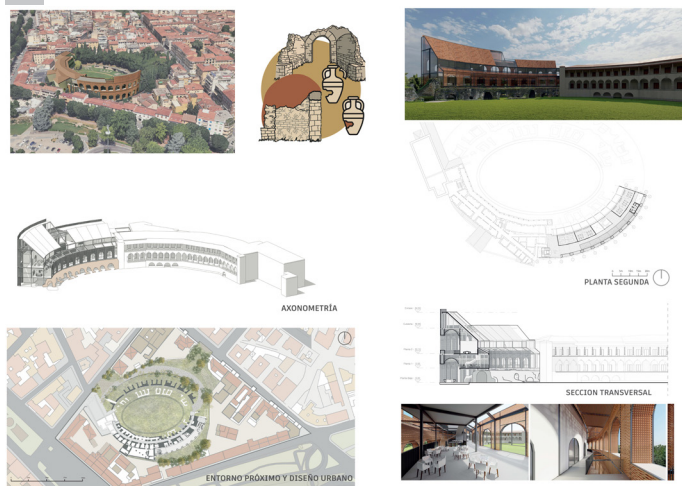 AXONOMETRÍA
PLANTA SEGUNDA
SECCION TRANSVERSAL
ENTORNO PRÓXIMO Y DISEÑO URBANO